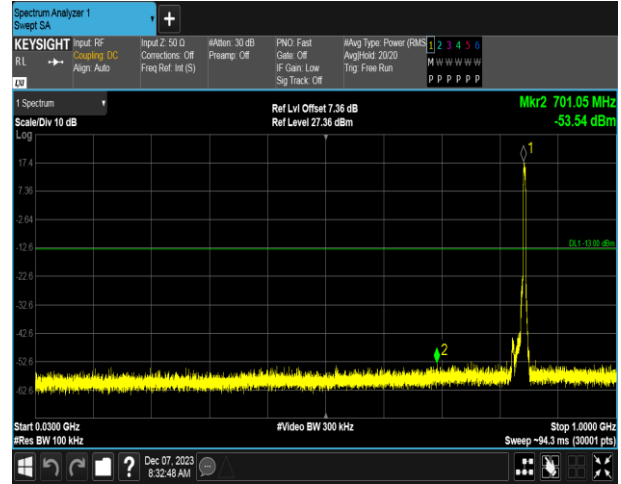 Spectrum Analyzer 1
Swept SA
+
KEYSIGHT Input: RF Input Z: 50 Ω #Atten: 30 dB PNO: Fast #Avg Type: Power (RMS 1 2 3 4 5 6
RL Coupling: DC Corrections: Off Preamp: Off Gate: Off Avg|Hold: 20/20 M W W W W W
Align: Auto Freq Ref: Int (S) IF Gain: Low Trig: Free Run
Sig Track: Off P P P P P P
LXI
1 Spectrum
Ref Lvl Offset 7.36 dB Mkr2 701.05 MHz
Scale/Div 10 dB Ref Level 27.36 dBm -53.54 dBm
Log
1
17.4
7.36
-2.64
DL1 -13.00 dBm
-12.6
-22.6
-32.6
-42.6
2
-52.6
-62.6
Start 0.0300 GHz #Video BW 300 kHz Stop 1.0000 GHz
#Res BW 100 kHz Sweep ~94.3 ms (30001 pts)
? Dec 07, 2023
8:32:48 AM